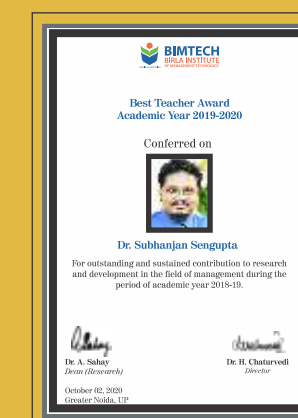 BIMTECH
BIRLA INSTITUTE
OF MANAGEMENT TECHNOLOGY
Best Teacher Award
Academic Year 2019-2020
Conferred on
Dr. Subhanjan Sengupta
For outstanding and sustained contribution to research
and development in the field of management during the
period of academic year 2018-19.
Dr. A. Sahay
Dean (Research)
Dr. H. Chaturvedi
Director
October 02, 2020
Greater Noida, UP